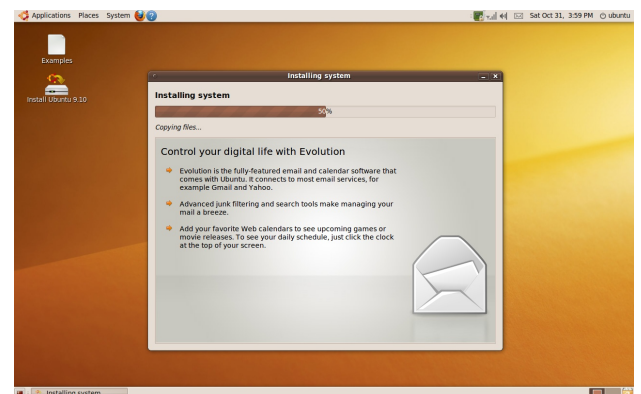 Applications Places System
Sat Oct 31, 3:59 PM ubuntu
Examples
Install Ubuntu 9.10
Installing system
Installing system
50%
Copying files...
Control your digital life with Evolution
Evolution is the fully-featured email and calendar software that
comes with Ubuntu. It connects to most email services, for
example Gmail and Yahoo.
Advanced junk filtering and search tools make managing your
mail a breeze.
Add your favorite Web calendars to see upcoming games or
movie releases. To see your daily schedule, just click the clock
at the top of your screen.
Installing system